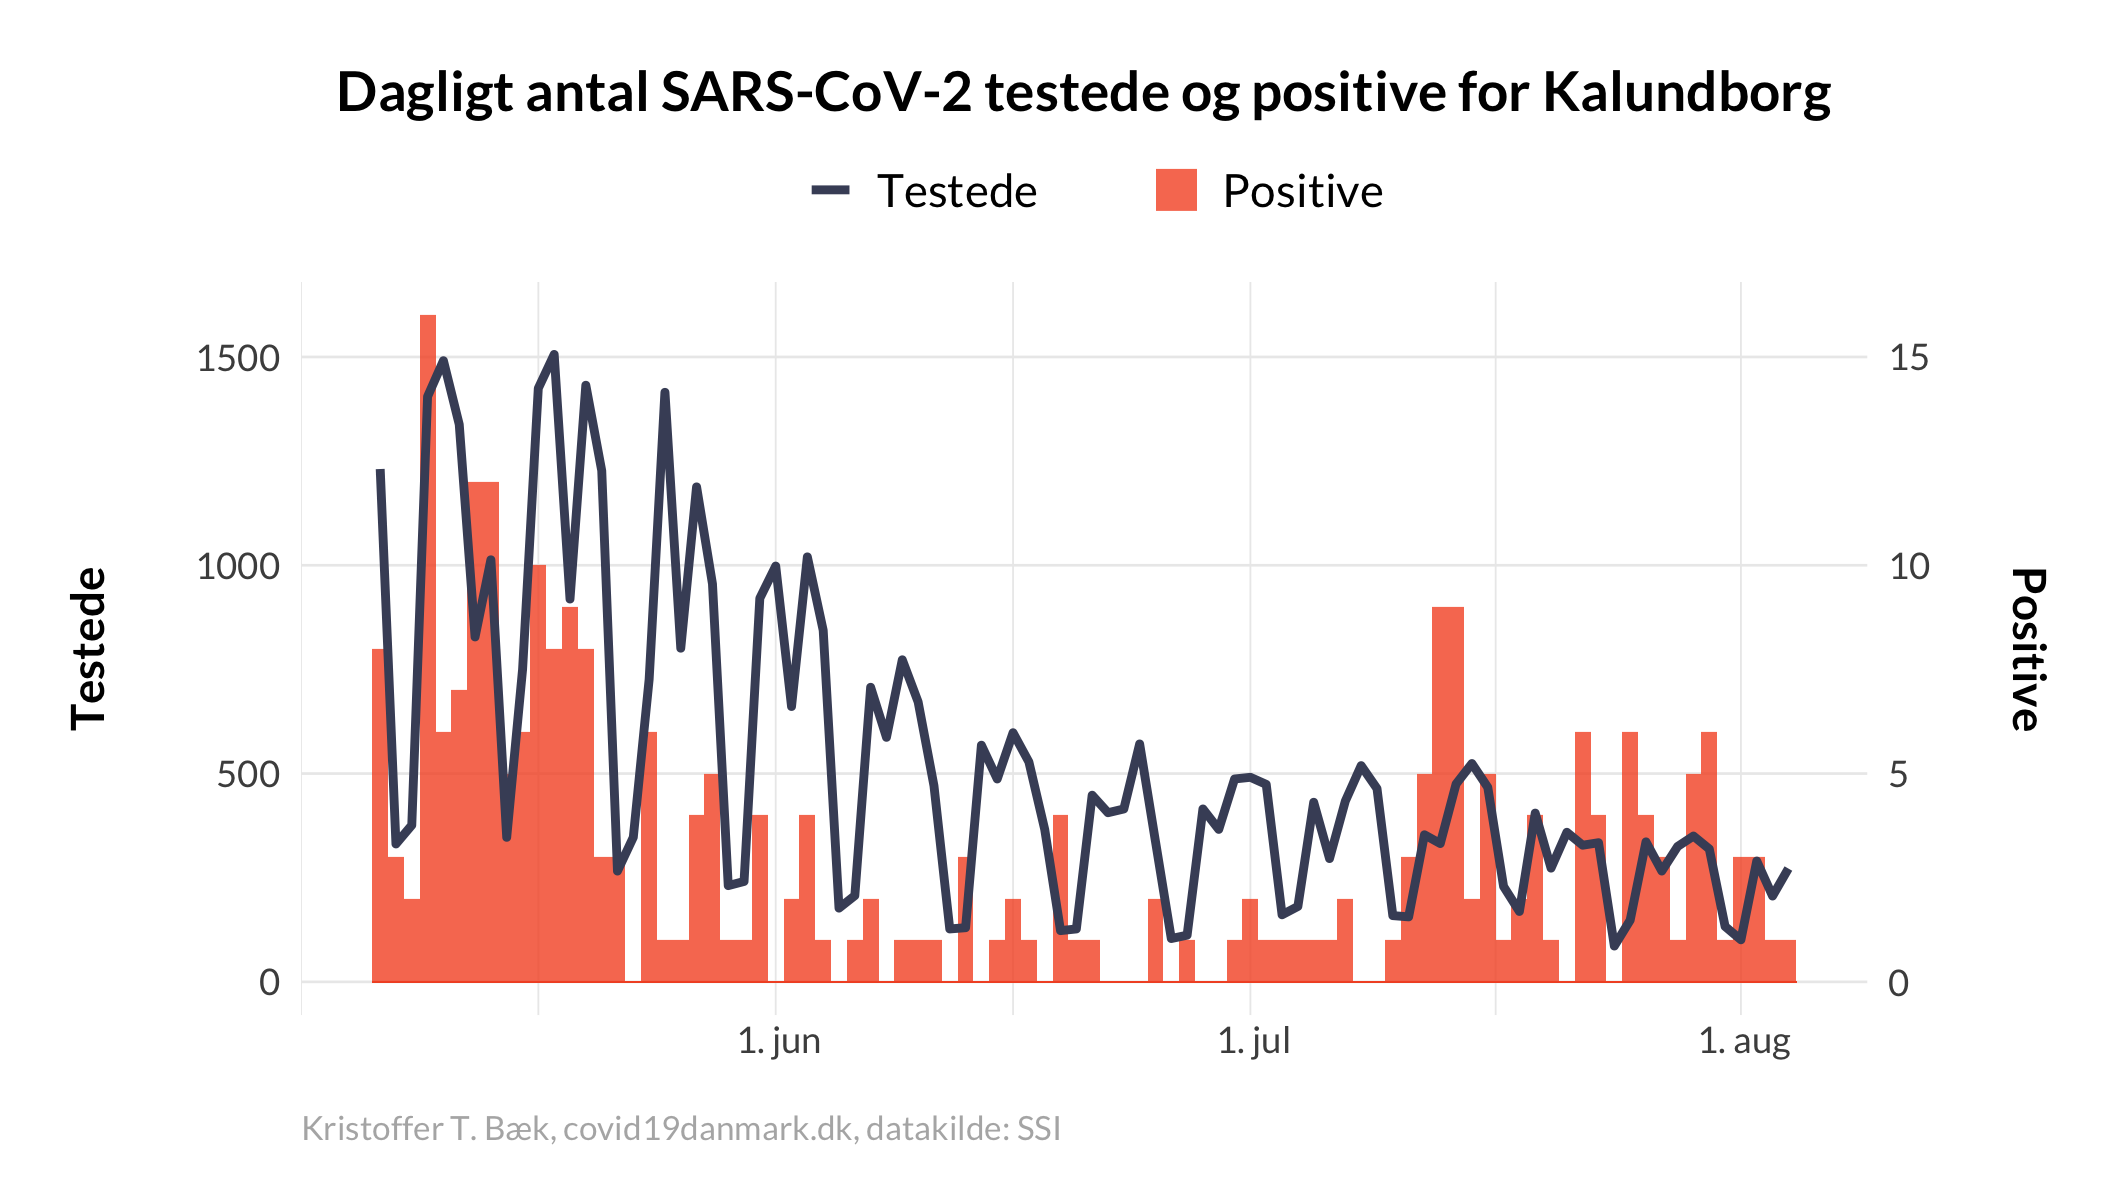 Dagligt antal SARS-CoV-2 testede og positive for Kalundborg
Testede
Positive
1500
1000
500
0
15
10
5
0
Testede
Positive
1. jun
1. jul
1. aug
Kristoffer T. Bæk, covid19danmark.dk, datakilde: SSI